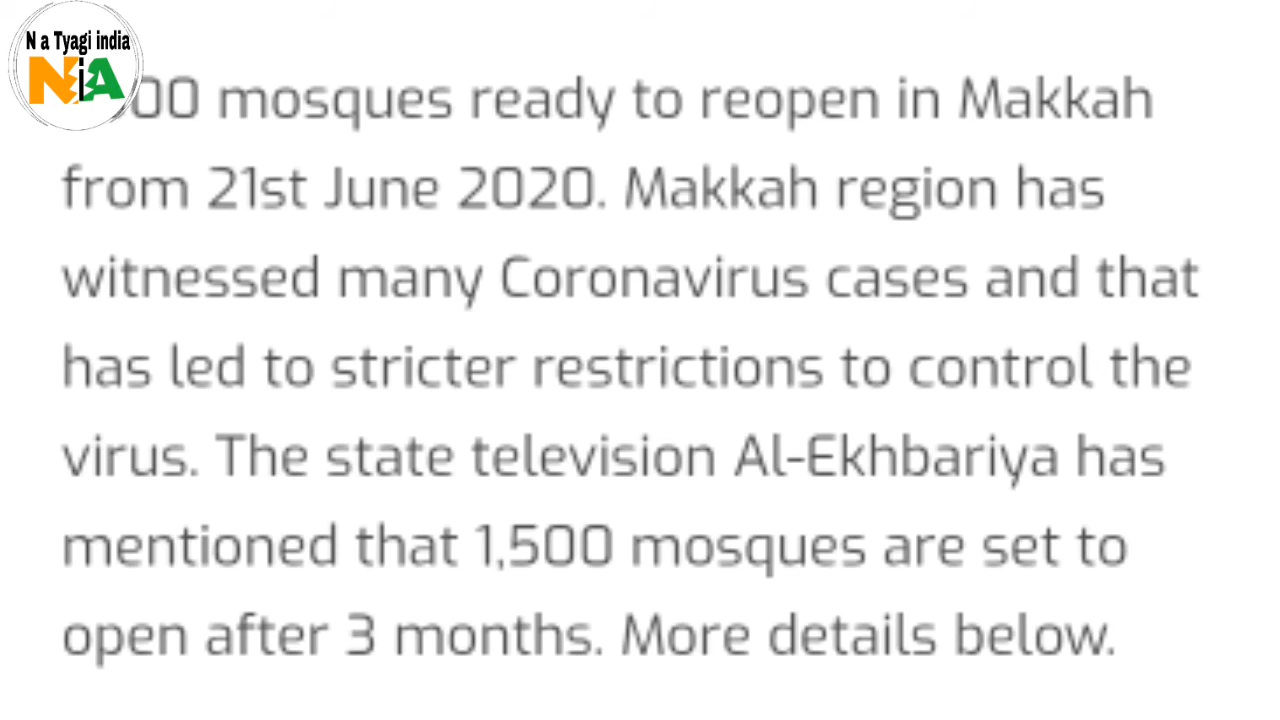 N a Tyagi india
NiA
00 mosques ready to reopen in Makkah
from 21st June 2020. Makkah region has
witnessed many Coronavirus cases and that
has led to stricter restrictions to control the
virus. The state television Al-Ekhbariya has
mentioned that 1,500 mosques are set to
open after 3 months. More details below.